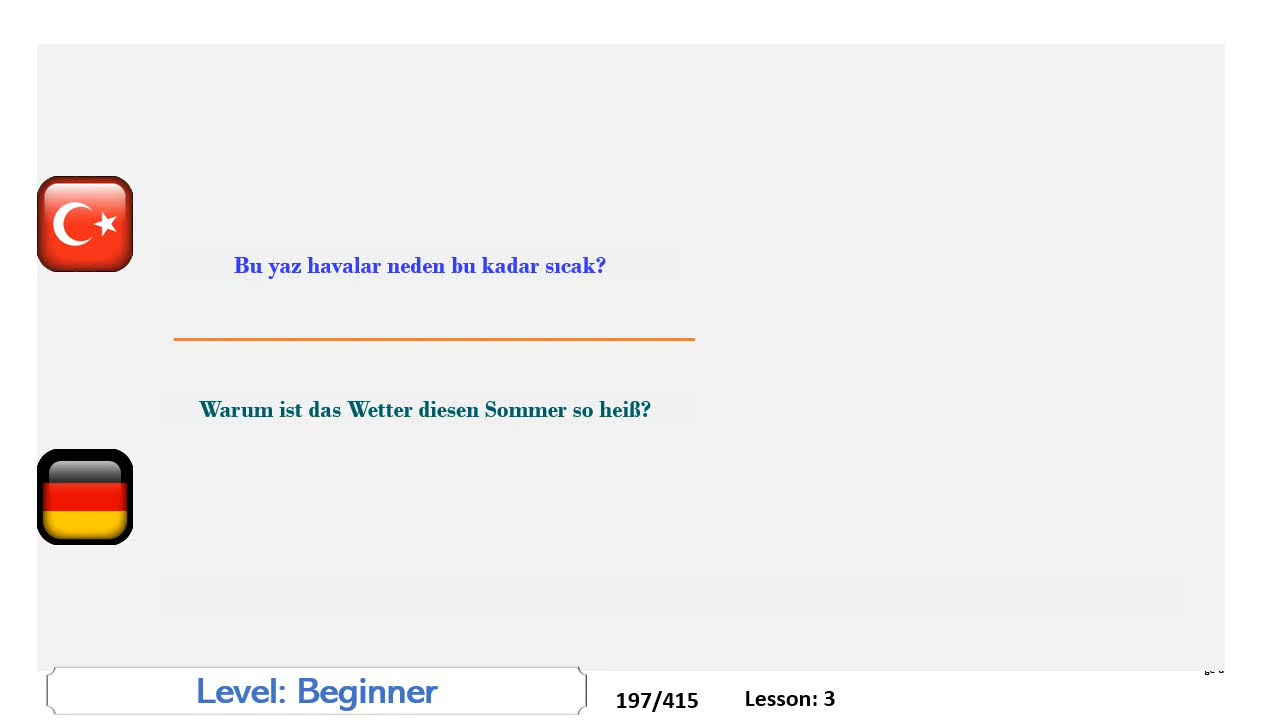 Bu yaz havalar neden bu kadar sıcak?
Warum ist das Wetter diesen Sommer so heiß?
Level: Beginner
197/415
Lesson: 3